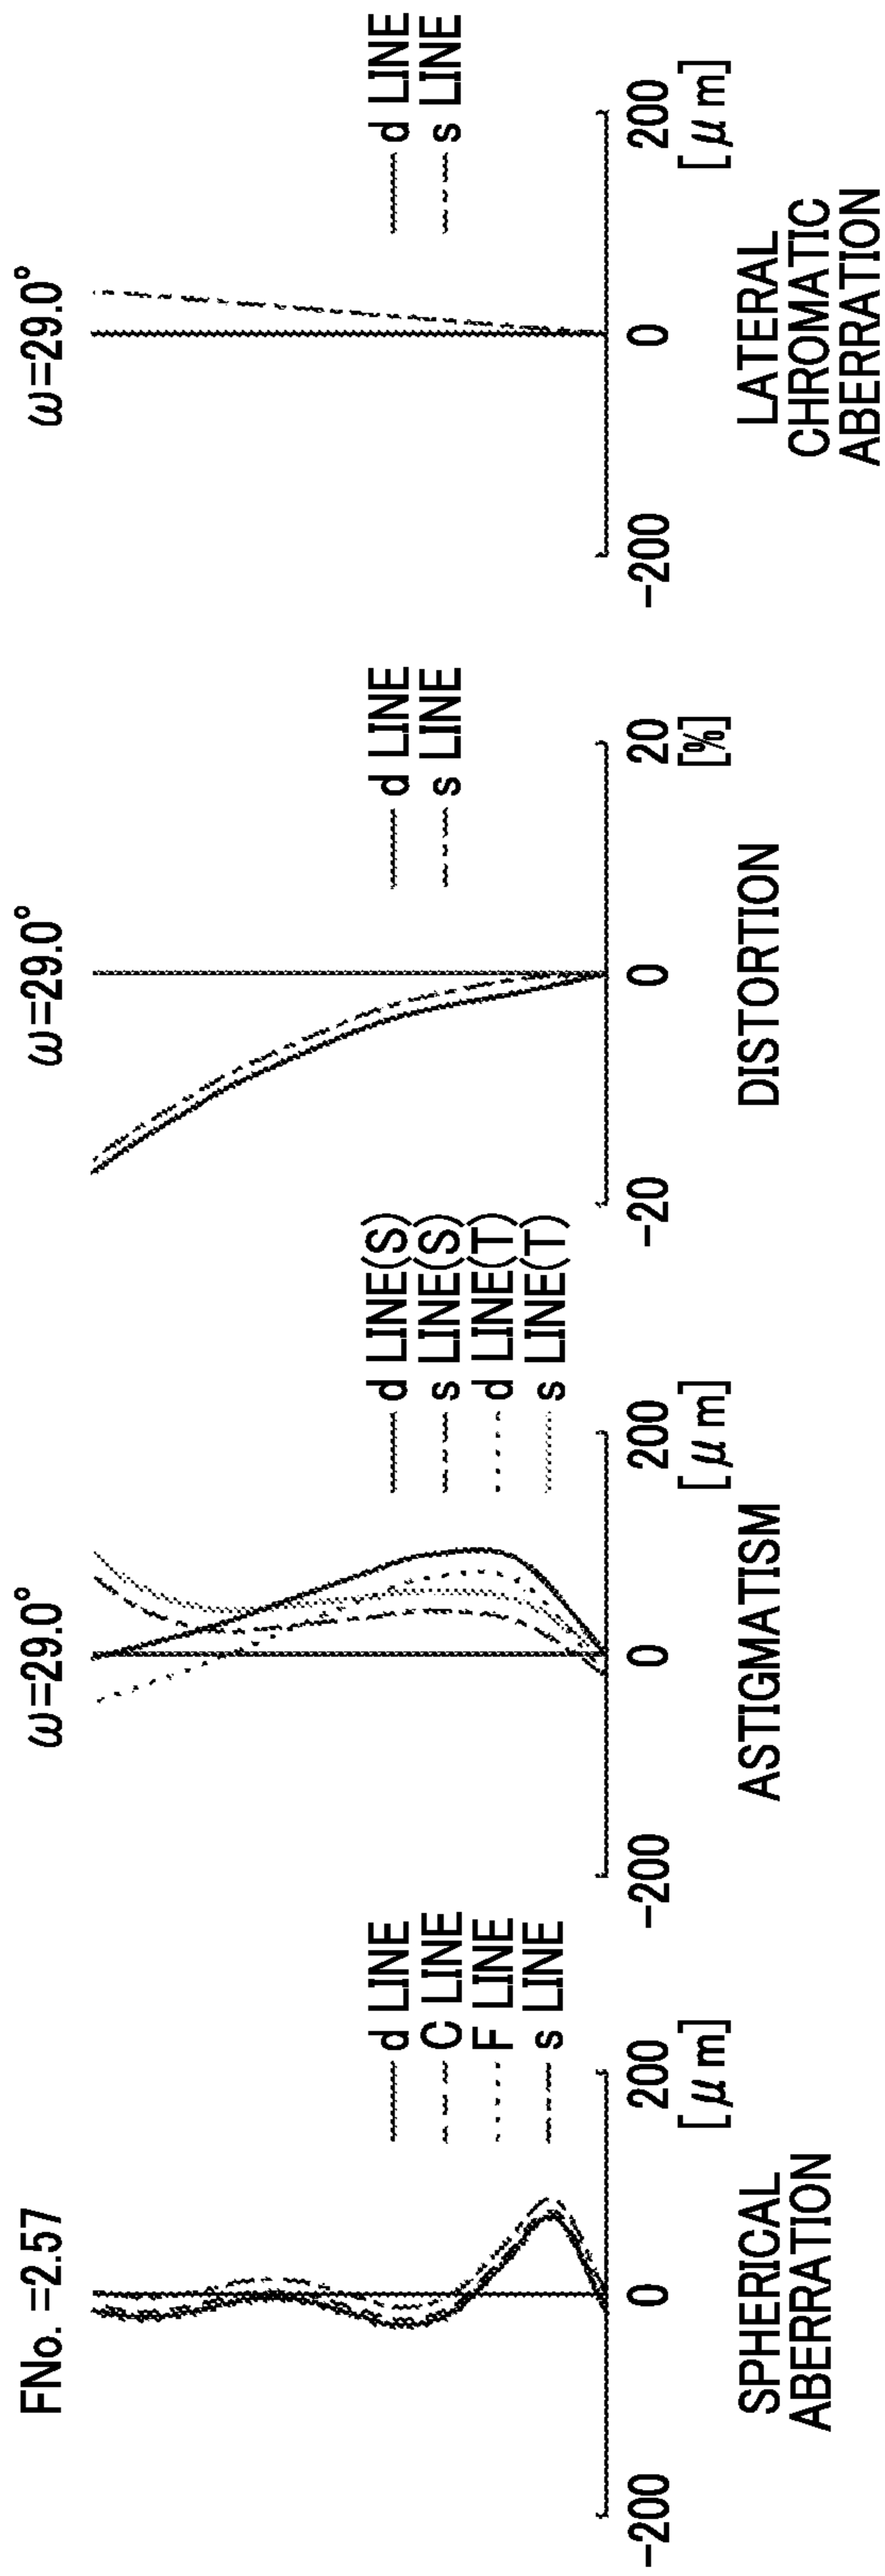 FNo. =2.57
d LINE
C LINE
F LINE
s LINE
-200
0
200
[μm]
SPHERICAL
ABERRATION
ω=29.0°
d LINE(S)
s LINE(S)
d LINE(T)
s LINE(T)
-200
0
200
[μm]
ASTIGMATISM
ω=29.0°
d LINE
s LINE
-20
0
20
[%]
DISTORTION
ω=29.0°
d LINE
s LINE
-200
0
200
[μm]
LATERAL
CHROMATIC
ABERRATION